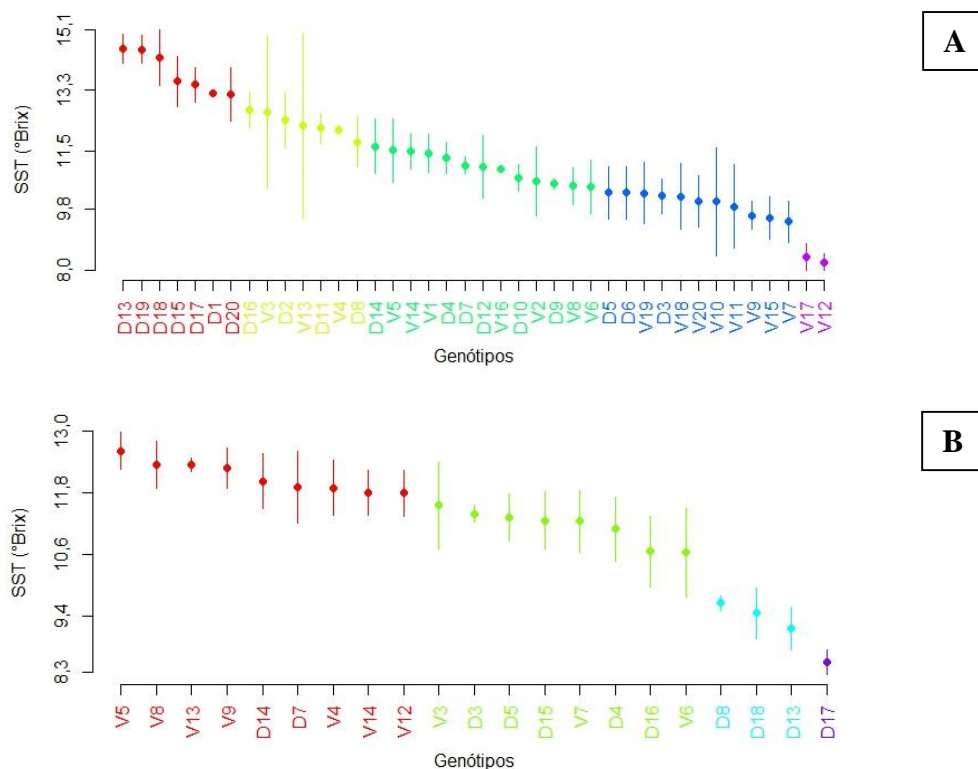 A
SST (°Brix)
15,1
13,3
11,5
9,8
8,0
D13 D19 D18 D15 D17 D1 D20 D16 V3 D2 V13 D11 V4 D8 D14 V5 V14 V1 D4 D7 D12 V16 D10 V2 D9 V8 V6 D5 D6 V19 D3 V18 V20 V10 V11 V9 V15 V7 V17 V12
Genótipos
B
SST (°Brix)
13,0
11,8
10,6
9,4
8,3
V5 V8 V13 V9 D14 D7 V4 V14 V12 V3 D3 D5 D15 V7 D4 D16 V6 D8 D18 D13 D17
Genótipos